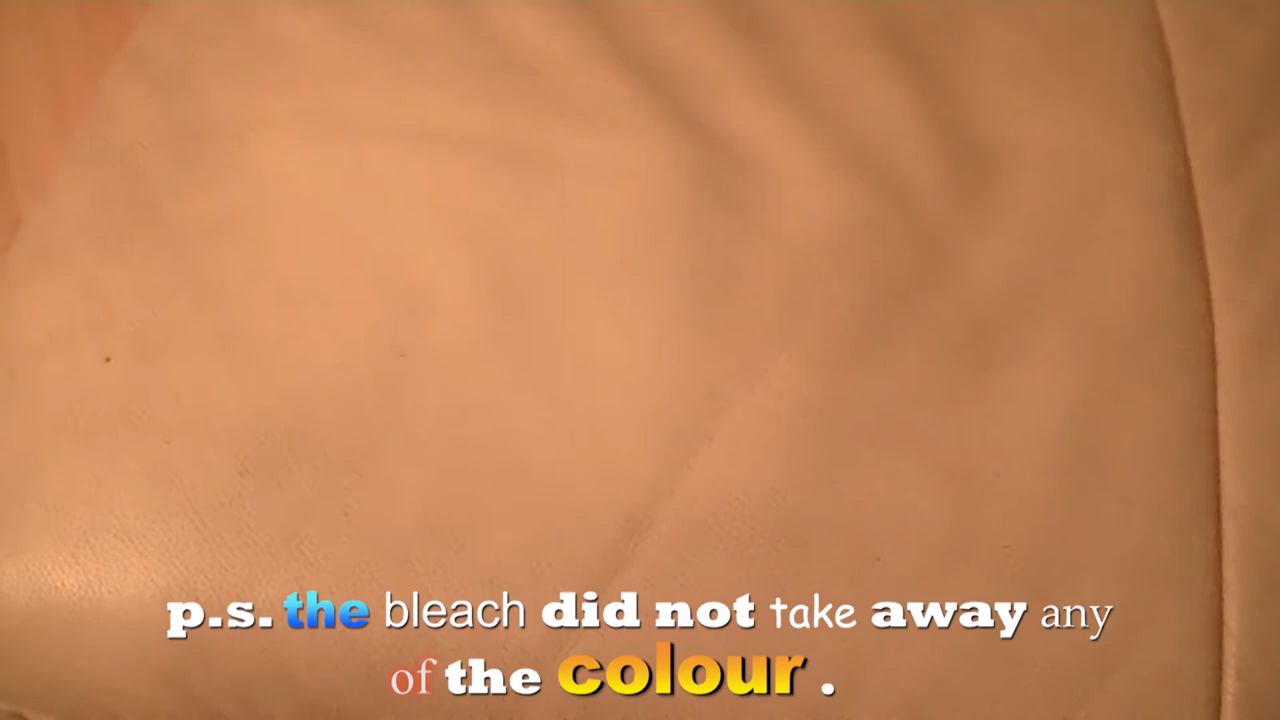 p.s. the bleach did not take away any
of the colour .